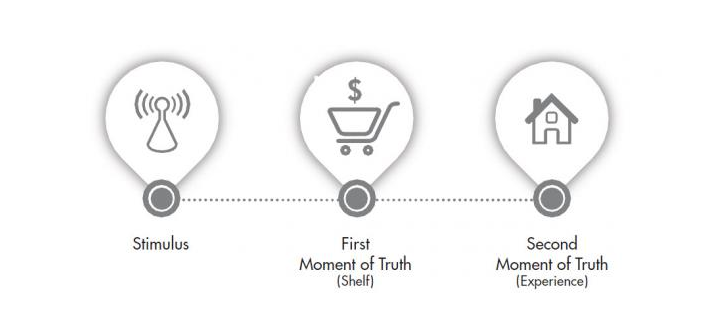 $
Stimulus
First
Moment of Truth
(Shelf)
Second
Moment of Truth
(Experience)